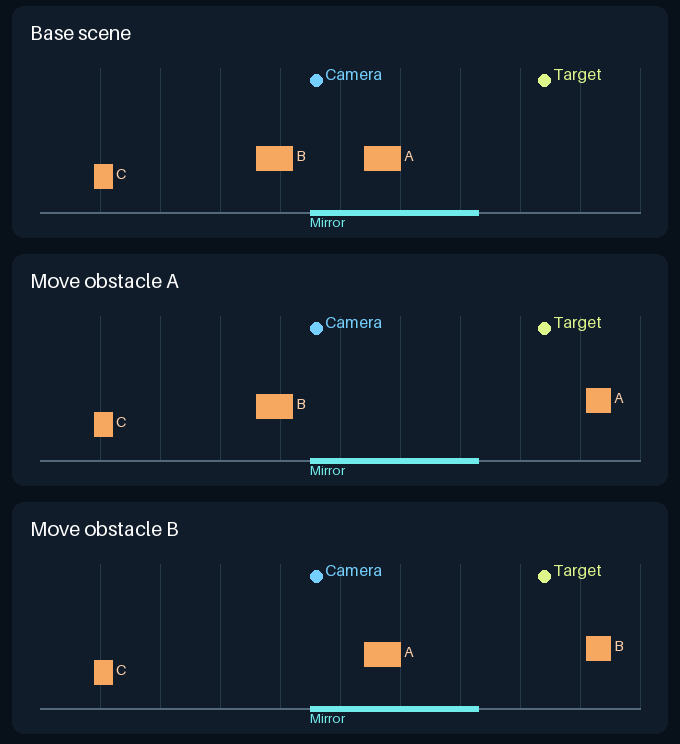 Base scene
Camera
Target
B
A
C
Mirror
Move obstacle A
Camera
Target
A
B
C
Mirror
Move obstacle B
Camera
Target
B
A
C
Mirror